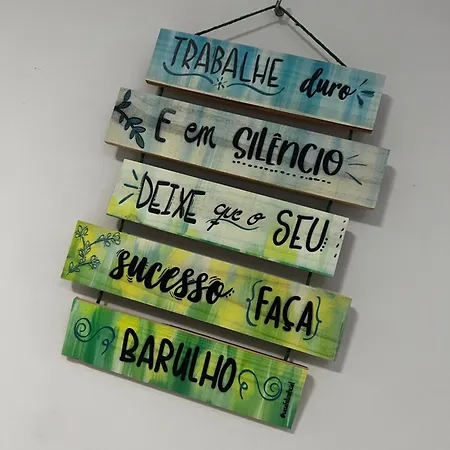 TRABALHE duro
E em SILÊNCIO
DEIXE que o SEU
sucesso {FAÇA}
BARULHO